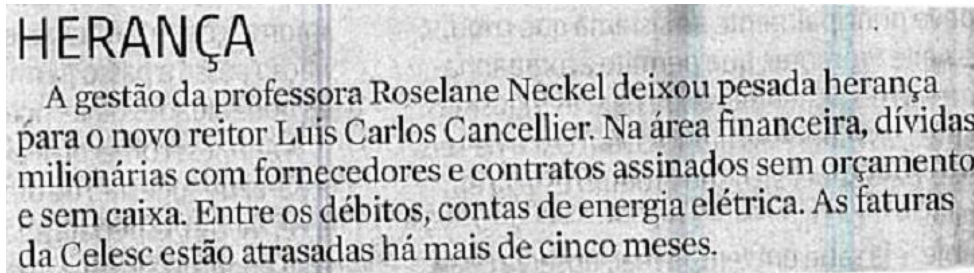 HERANÇA
A gestão da professora Roselane Neckel deixou pesada herança
para o novo reitor Luis Carlos Cancellier. Na área financeira, dívidas
milionárias com fornecedores e contratos assinados sem orçamento
e sem caixa. Entre os débitos, contas de energia elétrica. As faturas
da Celesc estão atrasadas há mais de cinco meses.